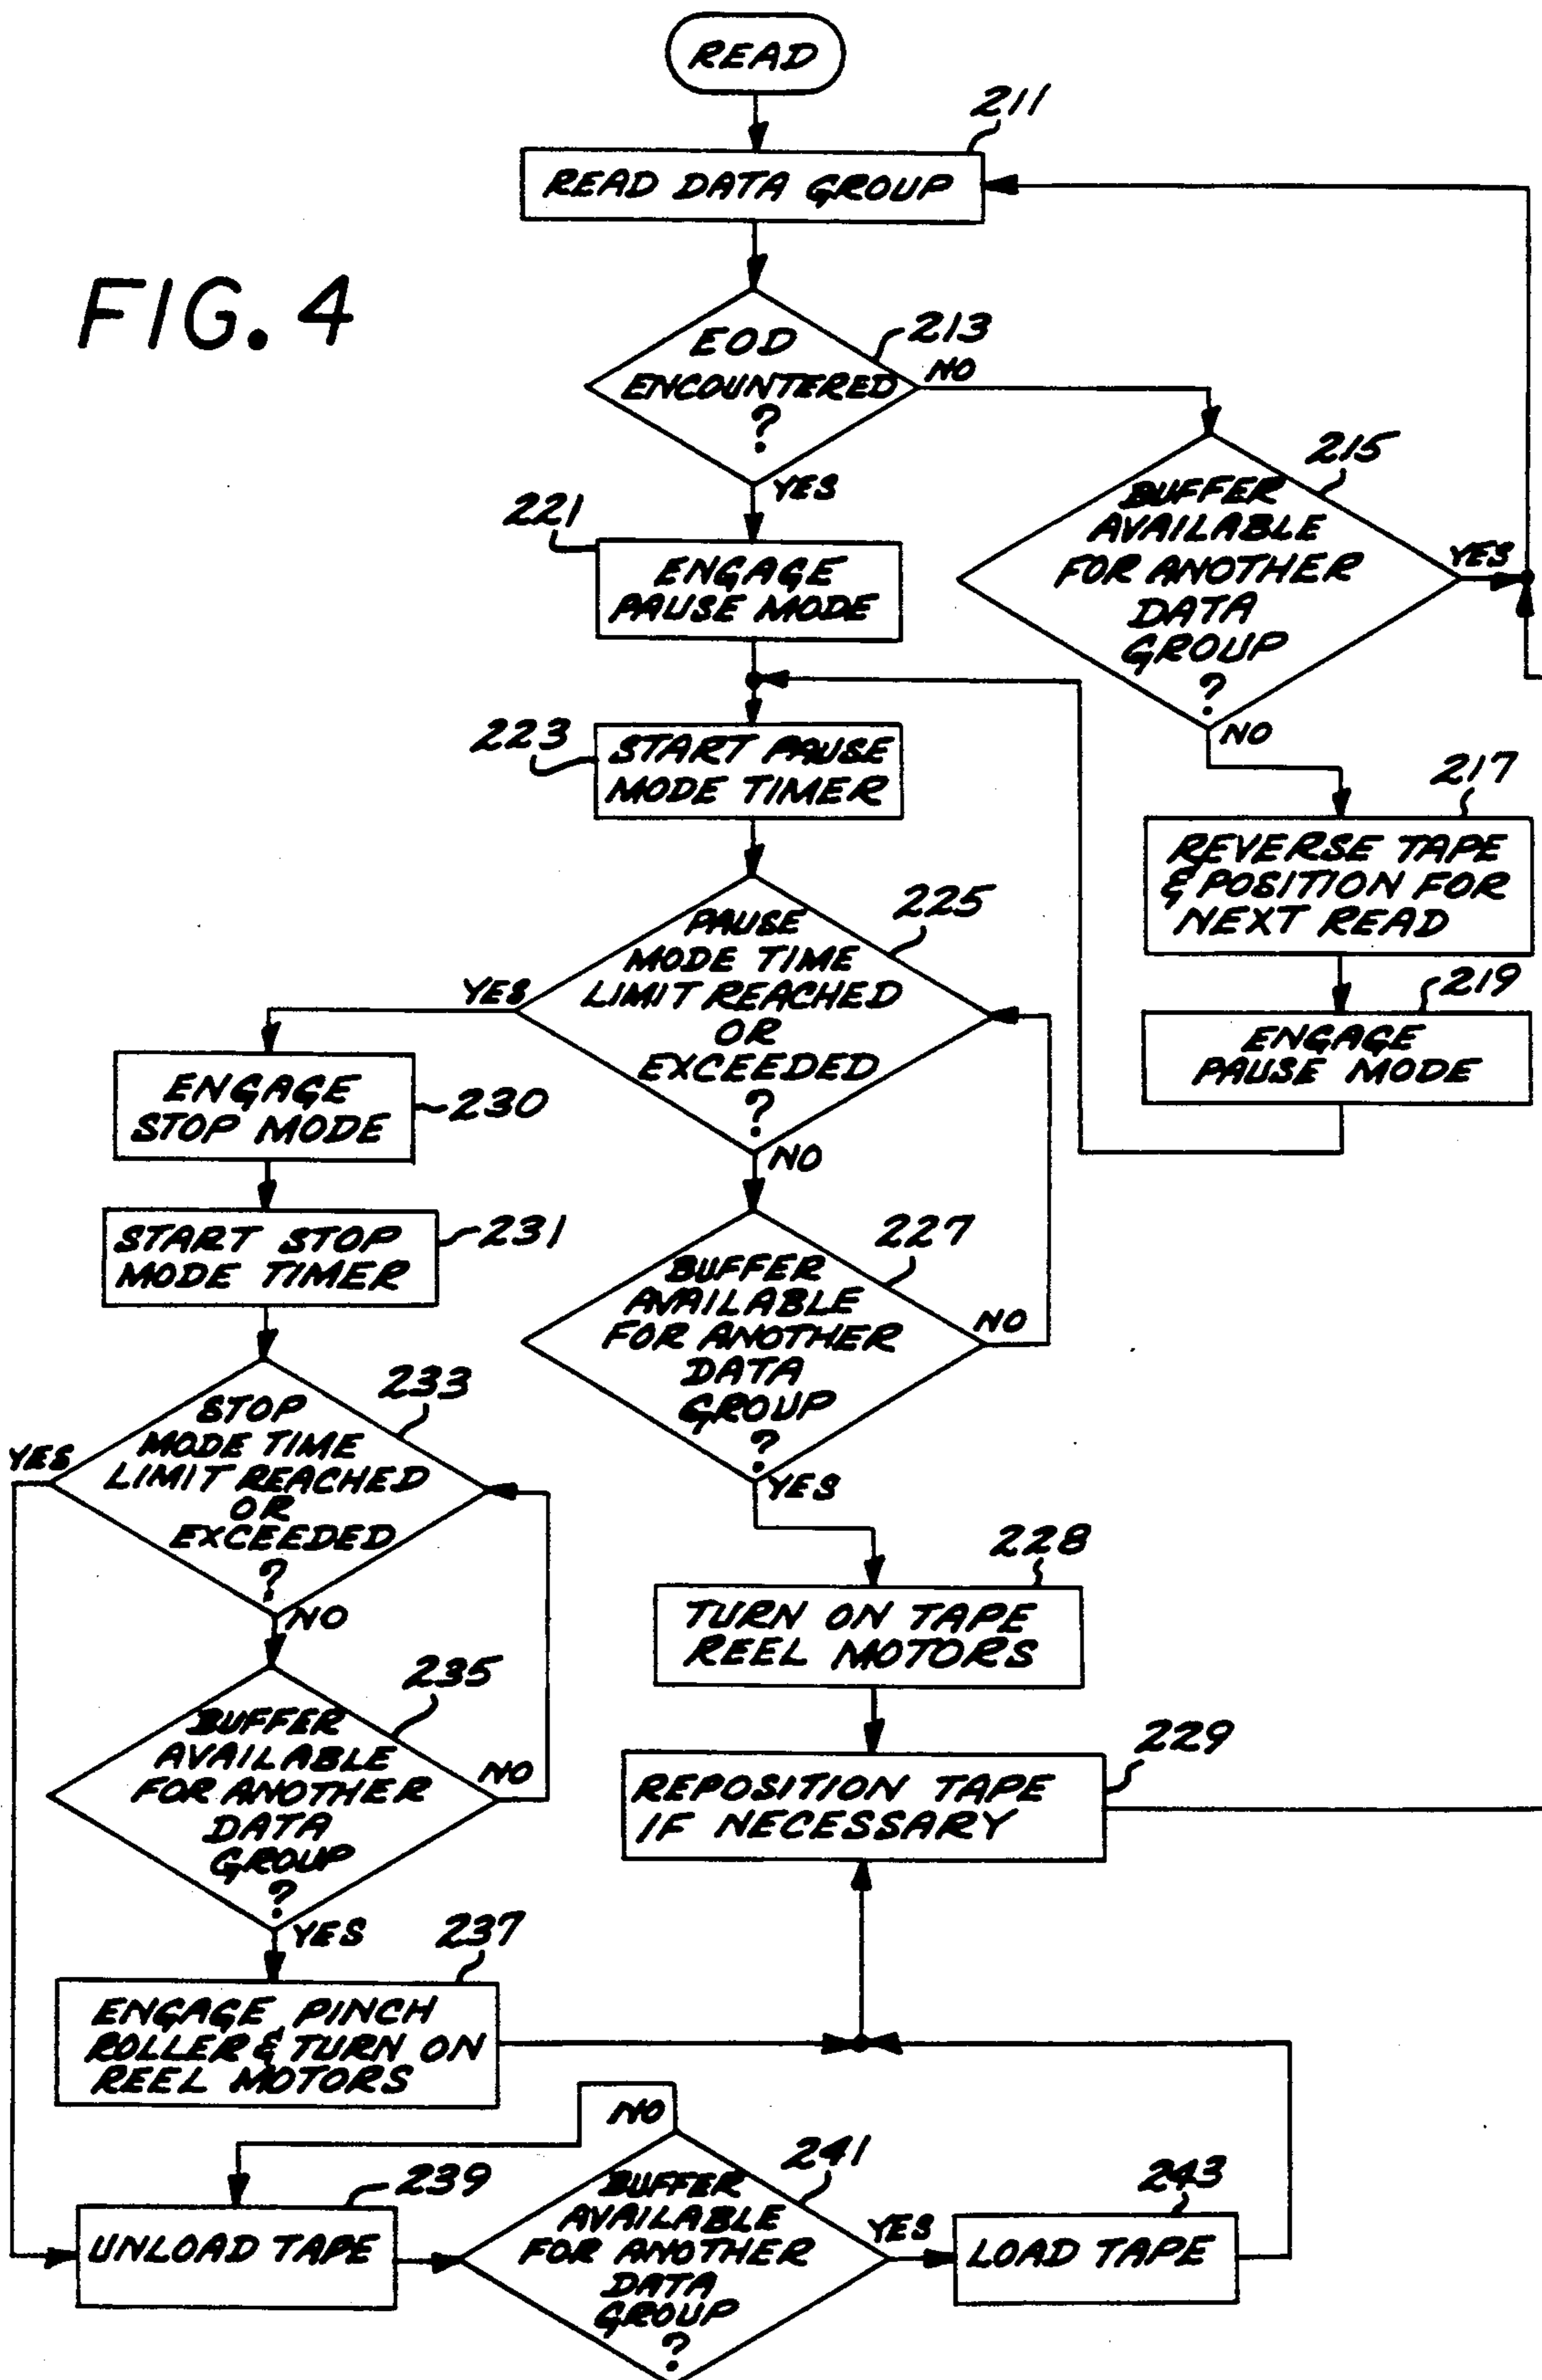 READ
211
READ DATA GROUP
FIG. 4
213
EOD
ENCOUNTERED
?
NO
YES
215
BUFFER
AVAILABLE
FOR ANOTHER
DATA
GROUP
?
YES
NO
221
ENGAGE
PAUSE MODE
223
START PAUSE
MODE TIMER
217
REVERSE TAPE
& POSITION FOR
NEXT READ
219
ENGAGE
PAUSE MODE
225
PAUSE
MODE TIME
LIMIT REACHED
OR
EXCEEDED
?
YES
NO
ENGAGE
STOP MODE
230
START STOP
MODE TIMER
231
227
BUFFER
AVAILABLE
FOR ANOTHER
DATA
GROUP
?
NO
YES
233
STOP
MODE TIME
LIMIT REACHED
OR
EXCEEDED
?
YES
NO
228
TURN ON TAPE
REEL MOTORS
235
BUFFER
AVAILABLE
FOR ANOTHER
DATA
GROUP
?
NO
YES
229
REPOSITION TAPE
IF NECESSARY
237
ENGAGE PINCH
ROLLER & TURN ON
REEL MOTORS
NO
239
UNLOAD TAPE
241
BUFFER
AVAILABLE
FOR ANOTHER
DATA
GROUP
?
YES
243
LOAD TAPE